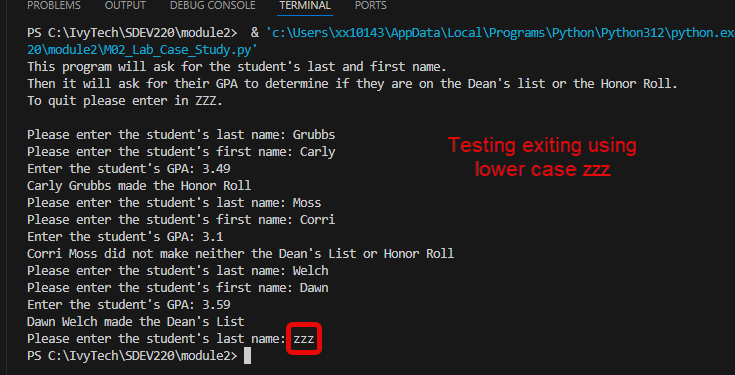 PROBLEMS OUTPUT DEBUG CONSOLE TERMINAL PORTS
PS C:\IvyTech\SDEV220\module2> & 'c:\Users\xx10143\AppData\Local\Programs\Python\Python312\python.ex
20\module2\M02_Lab_Case_Study.py'
This program will ask for the student's last and first name.
Then it will ask for their GPA to determine if they are on the Dean's list or the Honor Roll.
To quit please enter in ZZZ.
Please enter the student's last name: Grubbs
Please enter the student's first name: Carly
Enter the student's GPA: 3.49
Carly Grubbs made the Honor Roll
Please enter the student's last name: Moss
Please enter the student's first name: Corri
Enter the student's GPA: 3.1
Corri Moss did not make neither the Dean's List or Honor Roll
Please enter the student's last name: Welch
Please enter the student's first name: Dawn
Enter the student's GPA: 3.59
Dawn Welch made the Dean's List
Please enter the student's last name: zzz
PS C:\IvyTech\SDEV220\module2>
Testing exiting using
lower case zzz